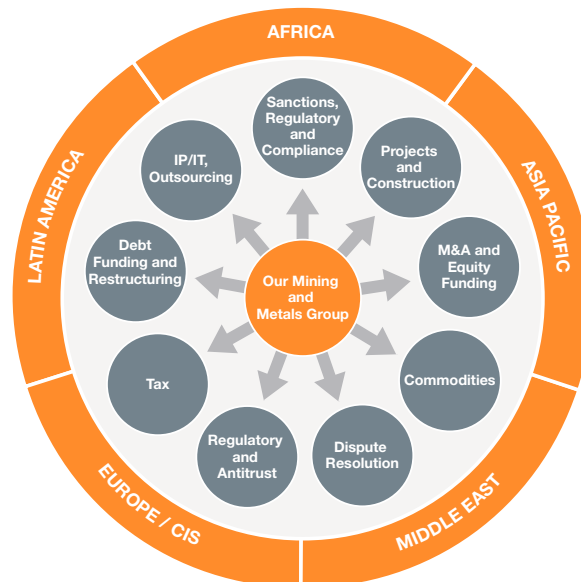 AFRICA
Sanctions,
Regulatory
and
Compliance
IP/IT,
Outsourcing
Projects
and
Construction
LATIN AMERICA
ASIA PACIFIC
Debt
Funding and
Restructuring
M&A and
Equity
Funding
Our Mining
and
Metals Group
Tax
Commodities
Regulatory
and
Antitrust
Dispute
Resolution
EUROPE / CIS
MIDDLE EAST